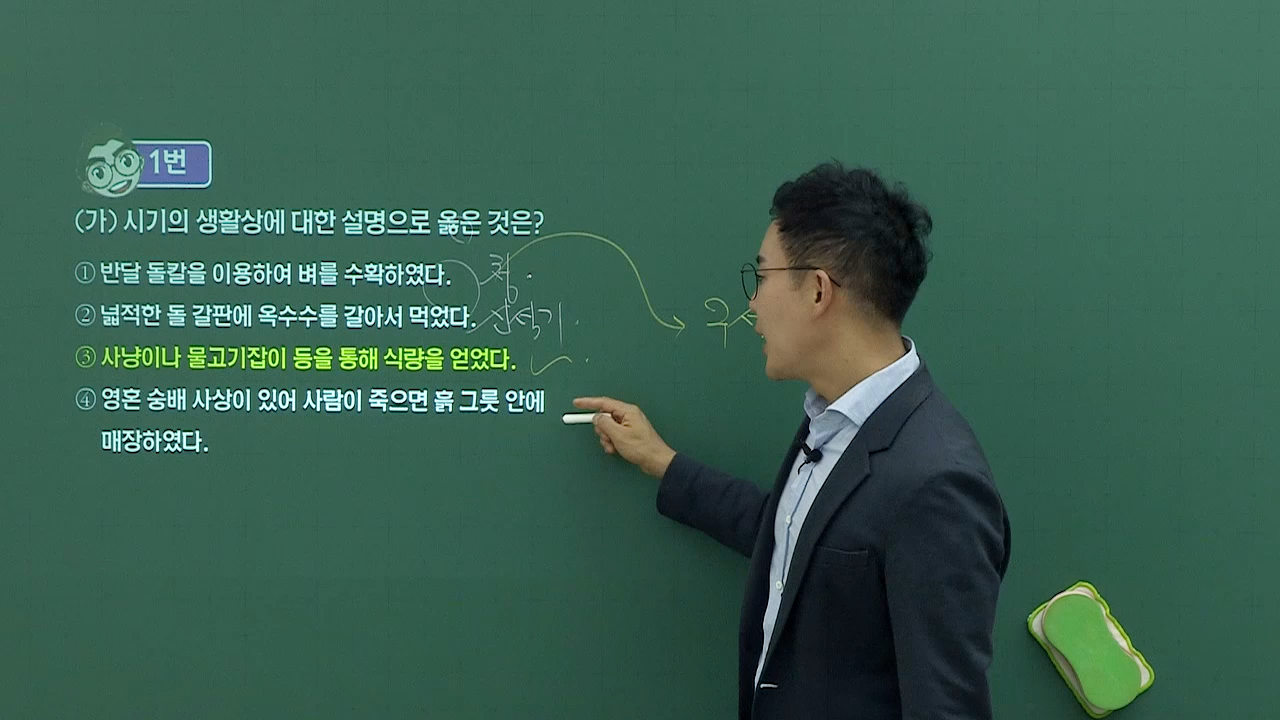 1번
(가) 시기의 생활상에 대한 설명으로 옳은 것은?
① 반달 돌칼을 이용하여 벼를 수확하였다.
청.
② 넓적한 돌 갈판에 옥수수를 갈아서 먹었다.
신석기.
③ 사냥이나 물고기잡이 등을 통해 식량을 얻었다.
④ 영혼 숭배 사상이 있어 사람이 죽으면 흙 그릇 안에
매장하였다.